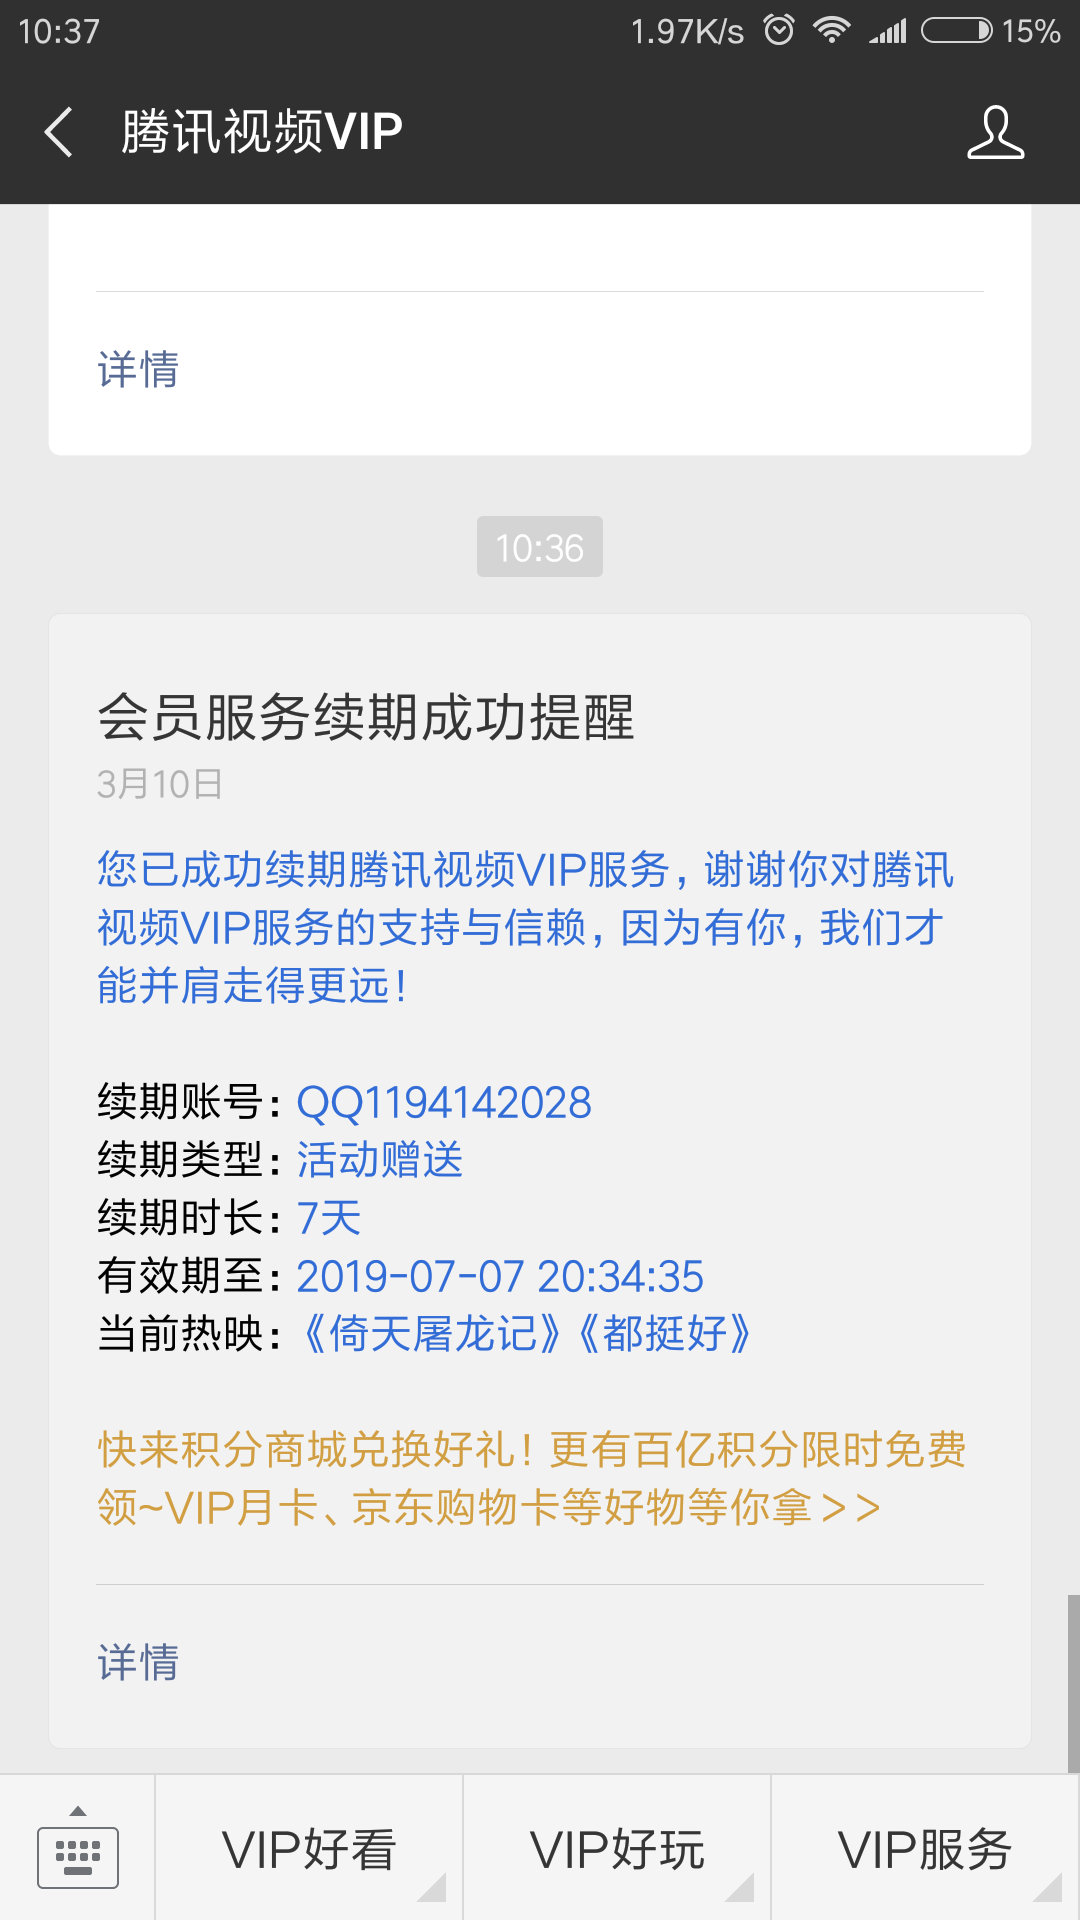 10:37
1.97K/s
15%
腾讯视频VIP
详情
10:36
会员服务续期成功提醒
3月10日
您已成功续期腾讯视频VIP服务，谢谢你对腾讯
视频VIP服务的支持与信赖，因为有你，我们才
能并肩走得更远！
续期账号：QQ1194142028
续期类型：活动赠送
续期时长：7天
有效期至：2019-07-07 20:34:35
当前热映：《倚天屠龙记》《都挺好》
快来积分商城兑换好礼！更有百亿积分限时免费
领~VIP月卡、京东购物卡等好物等你拿>>
详情
VIP好看
VIP好玩
VIP服务